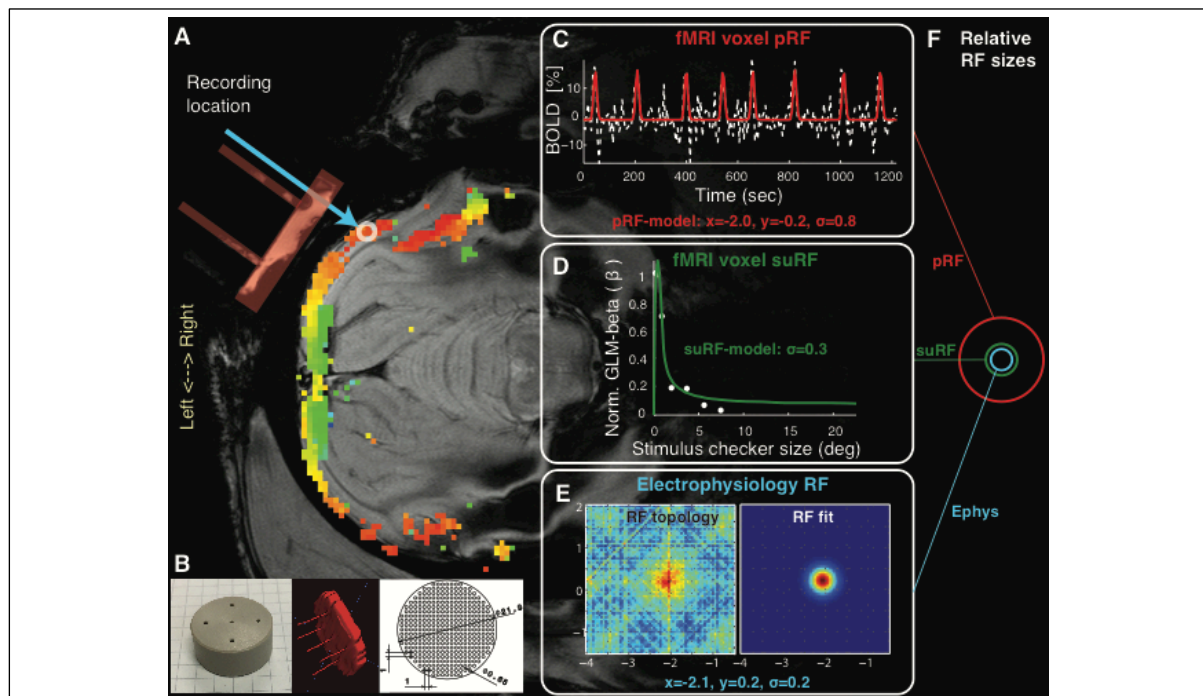 A
Recording
location
Left <---> Right
B
1
C
fMRI voxel pRF
BOLD [%]
10
0
−10
0 200 400 600 800 1000 1200
Time (sec)
pRF-model: x=-2.0, y=-0.2, σ=0.8
D
fMRI voxel suRF
Norm. GLM-beta ( β )
1
0.8
0.6
0.4
0.2
0
suRF-model: σ=0.3
0 5 10 15 20
Stimulus checker size (deg)
E
Electrophysiology RF
RF topology
RF fit
2
1
0
−1
−4 −3 −2 −1
−4 −3 −2 −1
x=-2.1, y=0.2, σ=0.2
F
Relative
RF sizes
pRF
suRF
Ephys